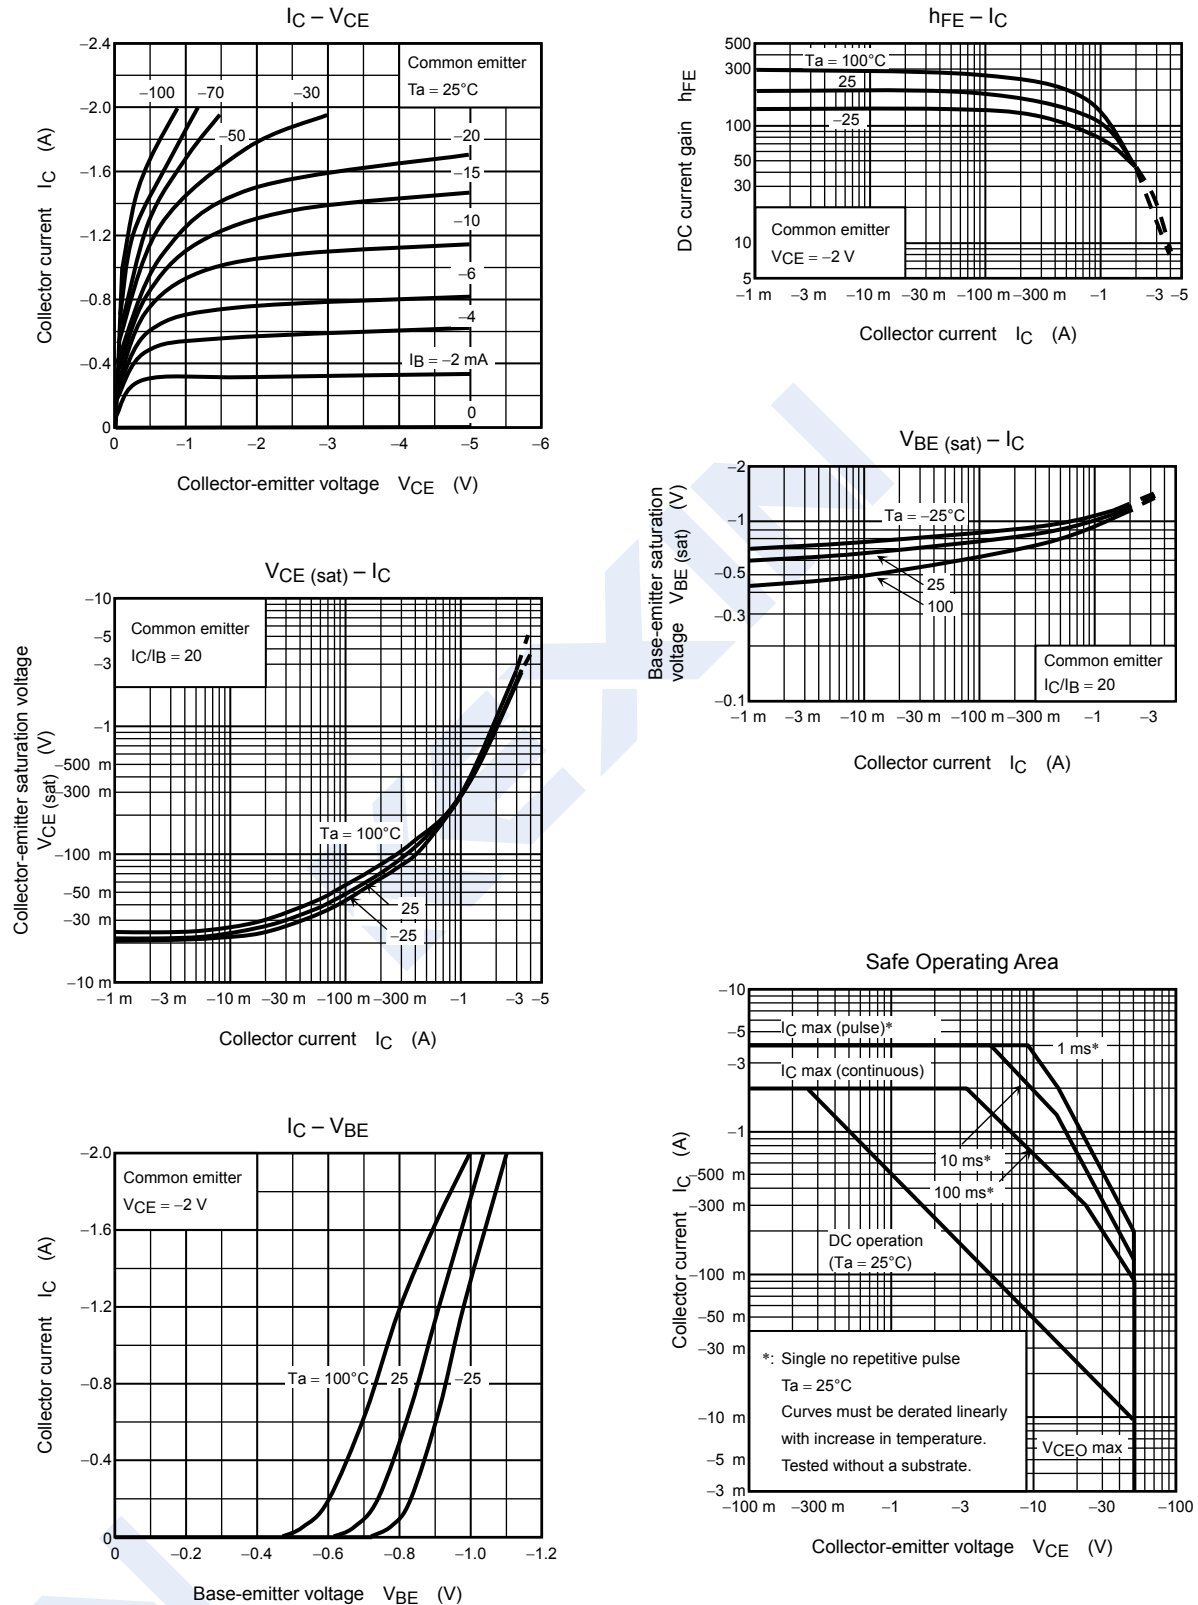 IC – VCE
−2.4
−2.0
−1.6
−1.2
−0.8
−0.4
0
Collector current IC (A)
Common emitter
Ta = 25°C
−100
−70
−50
−30
−20
−15
−10
−6
−4
IB = −2 mA
0
0 −1 −2 −3 −4 −5 −6
Collector-emitter voltage VCE (V)
hFE – IC
500
300
100
50
30
10
5
DC current gain hFE
Ta = 100°C
25
−25
Common emitter
VCE = −2 V
−1 m −3 m −10 m −30 m −100 m −300 m −1 −3 −5
Collector current IC (A)
VBE (sat) – IC
−2
−1
−0.5
−0.3
−0.1
Base-emitter saturation
voltage VBE (sat) (V)
Ta = −25°C
25
100
Common emitter
IC/IB = 20
−1 m −3 m −10 m −30 m −100 m −300 m −1 −3
Collector current IC (A)
VCE (sat) – IC
−10
−5
−3
−1
−500 m
−300 m
−100 m
−50 m
−30 m
−10 m
Collector-emitter saturation voltage
VCE (sat) (V)
Common emitter
IC/IB = 20
Ta = 100°C
25
−25
−1 m −3 m −10 m −30 m −100 m −300 m −1 −3 −5
Collector current IC (A)
IC – VBE
−2.0
−1.6
−1.2
−0.8
−0.4
0
Collector current IC (A)
Common emitter
VCE = −2 V
Ta = 100°C 25 −25
0 −0.2 −0.4 −0.6 −0.8 −1.0 −1.2
Base-emitter voltage VBE (V)
Safe Operating Area
−10
−5
−3
−1
−500 m
−300 m
−100 m
−50 m
−30 m
−10 m
−5 m
−3 m
Collector current IC (A)
IC max (pulse)*
IC max (continuous)
1 ms*
10 ms*
100 ms*
DC operation
(Ta = 25°C)
*: Single no repetitive pulse
Ta = 25°C
Curves must be derated linearly
with increase in temperature.
Tested without a substrate.
VCEO max
−100 m −300 m −1 −3 −10 −30 −100
Collector-emitter voltage VCE (V)
KEXIN